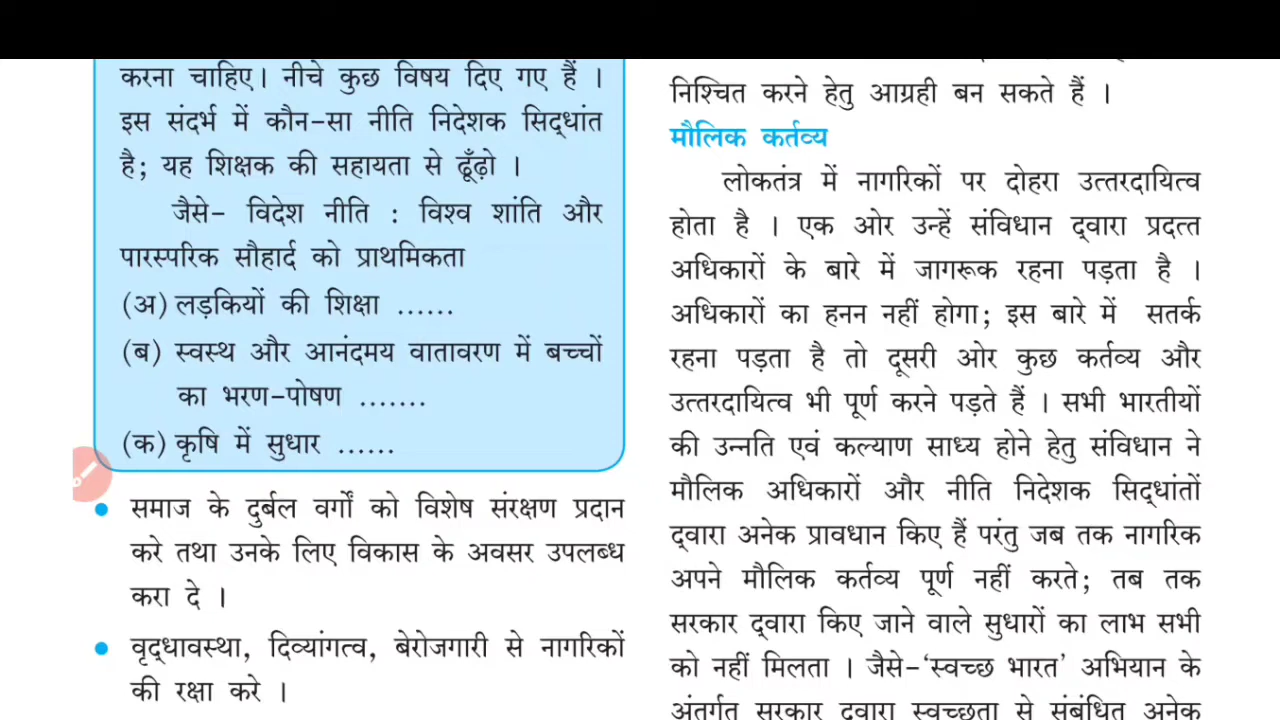 करना चाहिए। नीचे कुछ विषय दिए गए हैं ।
इस संदर्भ में कौन-सा नीति निदेशक सिद्धांत
है; यह शिक्षक की सहायता से ढूँढ़ो ।
जैसे- विदेश नीति : विश्व शांति और
पारस्परिक सौहार्द को प्राथमिकता
(अ) लड़कियों की शिक्षा ......
(ब) स्वस्थ और आनंदमय वातावरण में बच्चों
का भरण-पोषण .......
(क) कृषि में सुधार ......
• समाज के दुर्बल वर्गों को विशेष संरक्षण प्रदान
करे तथा उनके लिए विकास के अवसर उपलब्ध
करा दे ।
• वृद्धावस्था, दिव्यांगत्व, बेरोजगारी से नागरिकों
की रक्षा करे ।
निश्चित करने हेतु आग्रही बन सकते हैं ।
मौलिक कर्तव्य
लोकतंत्र में नागरिकों पर दोहरा उत्तरदायित्व
होता है । एक ओर उन्हें संविधान द्वारा प्रदत्त
अधिकारों के बारे में जागरूक रहना पड़ता है ।
अधिकारों का हनन नहीं होगा; इस बारे में सतर्क
रहना पड़ता है तो दूसरी ओर कुछ कर्तव्य और
उत्तरदायित्व भी पूर्ण करने पड़ते हैं । सभी भारतीयों
की उन्नति एवं कल्याण साध्य होने हेतु संविधान ने
मौलिक अधिकारों और नीति निदेशक सिद्धांतों
द्वारा अनेक प्रावधान किए हैं परंतु जब तक नागरिक
अपने मौलिक कर्तव्य पूर्ण नहीं करते; तब तक
सरकार द्वारा किए जाने वाले सुधारों का लाभ सभी
को नहीं मिलता । जैसे-‘स्वच्छ भारत’ अभियान के
अंतर्गत सरकार द्वारा स्वच्छता से संबंधित अनेक